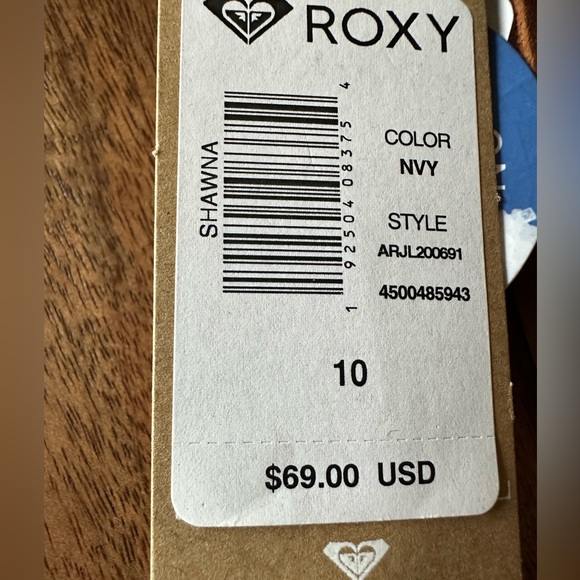 ROXY
SHAWNA
1 92504 08375 4
COLOR
NVY
STYLE
ARJL200691
4500485943
10
$69.00 USD